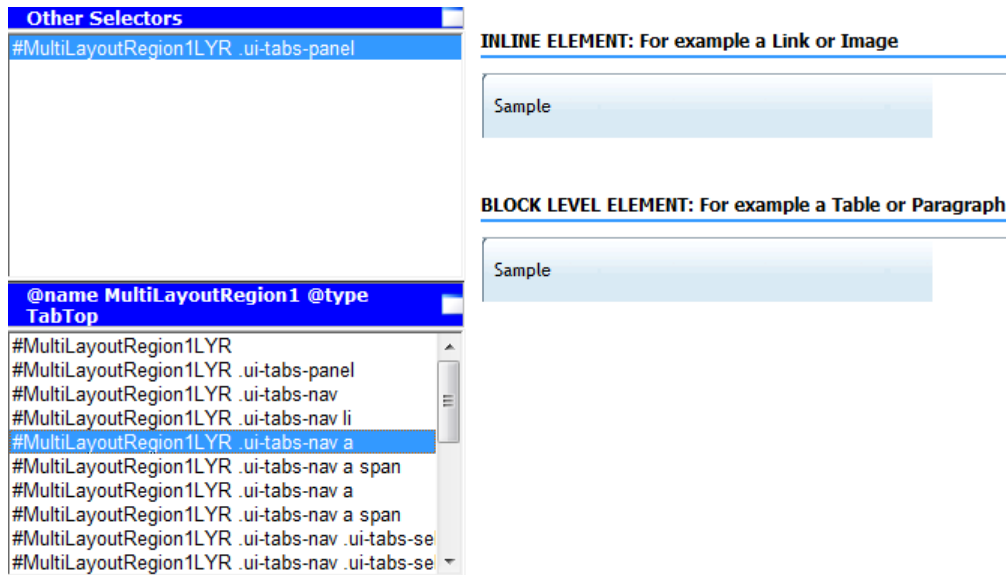 Other Selectors
#MultiLayoutRegion1LYR .ui-tabs-panel
@name MultiLayoutRegion1 @type
TabTop
#MultiLayoutRegion1LYR
#MultiLayoutRegion1LYR .ui-tabs-panel
#MultiLayoutRegion1LYR .ui-tabs-nav
#MultiLayoutRegion1LYR .ui-tabs-nav li
#MultiLayoutRegion1LYR .ui-tabs-nav a
#MultiLayoutRegion1LYR .ui-tabs-nav a span
#MultiLayoutRegion1LYR .ui-tabs-nav a
#MultiLayoutRegion1LYR .ui-tabs-nav a span
#MultiLayoutRegion1LYR .ui-tabs-nav .ui-tabs-sel
#MultiLayoutRegion1LYR .ui-tabs-nav .ui-tabs-sel
INLINE ELEMENT: For example a Link or Image
Sample
BLOCK LEVEL ELEMENT: For example a Table or Paragraph
Sample